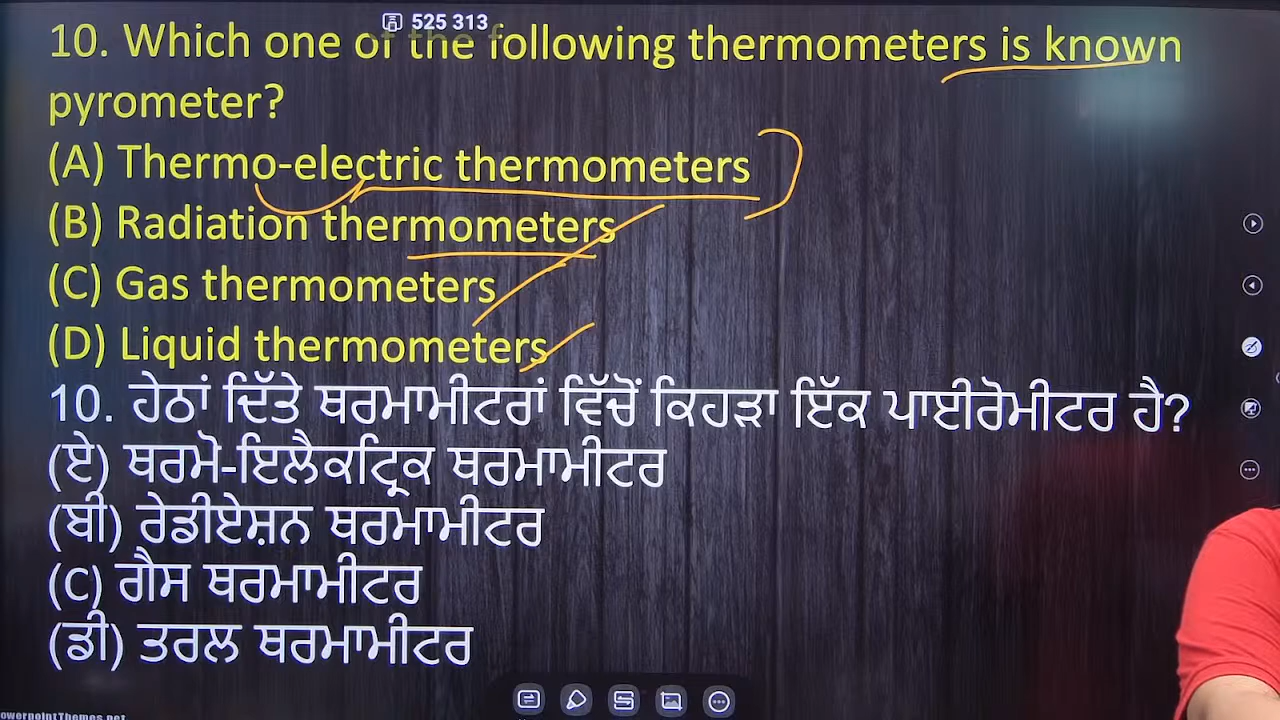 525 313
10. Which one of the following thermometers is known
pyrometer?
(A) Thermo-electric thermometers
(B) Radiation thermometers
(C) Gas thermometers
(D) Liquid thermometers
10. ਹੇਠਾਂ ਦਿੱਤੇ ਥਰਮਾਮੀਟਰਾਂ ਵਿੱਚੋਂ ਕਿਹੜਾ ਇੱਕ ਪਾਈਰੋਮੀਟਰ ਹੈ?
(ਏ) ਥਰਮੋ-ਇਲੈਕਟ੍ਰਿਕ ਥਰਮਾਮੀਟਰ
(ਬੀ) ਰੇਡੀਏਸ਼ਨ ਥਰਮਾਮੀਟਰ
(C) ਗੈਸ ਥਰਮਾਮੀਟਰ
(ਡੀ) ਤਰਲ ਥਰਮਾਮੀਟਰ
owerpointThemes.net